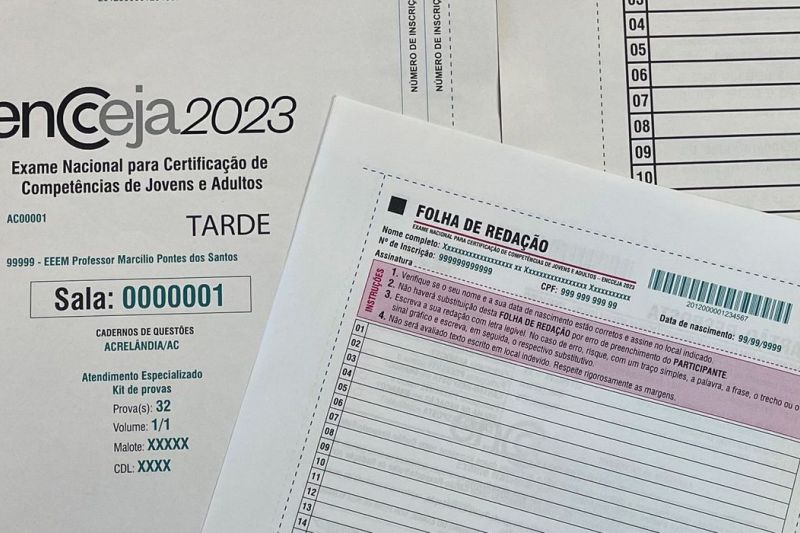 NÚMERO DE INSCRIÇ
NÚMERO DE INSCRIÇ
encceja2023
Exame Nacional para Certificação de
Competências de Jovens e Adultos
AC00001
TARDE
99999 - EEEM Professor Marcilio Pontes dos Santos
Sala: 0000001
CADERNOS DE QUESTÕES
ACRELÂNDIA/AC
Atendimento Especializado
Kit de provas
Prova(s): 32
Volume: 1/1
Malote: XXXXX
CDL: XXXX
03
04
05
06
07
08
09
10
FOLHA DE REDAÇÃO
EXAME NACIONAL PARA CERTIFICAÇÃO DE COMPETÊNCIAS DE JOVENS E ADULTOS – ENCCEJA 2023
Nome completo: Xxxxxxxxxxxxxxxxx xx Xxxxxxxxxxxxx Xxxxxxxxxx
Nº de Inscrição: 999999999999
CPF: 999 999 999 99
Assinatura
2012000001234567
Data de nascimento: 99/99/9999
INSTRUÇÕES
1. Verifique se o seu nome e a sua data de nascimento estão corretos e assine no local indicado.
2. Não haverá substituição desta FOLHA DE REDAÇÃO por erro de preenchimento do PARTICIPANTE
3. Escreva a sua redação com letra legível. No caso de erro, risque, com um traço simples, a palavra, a frase, o trecho ou o
sinal gráfico e escreva, em seguida, o respectivo substitutivo.
4. Não será avaliado texto escrito em local indevido. Respeite rigorosamente as margens.
01
02
03
04
05
06
07
08
09
10
11
12
13
14